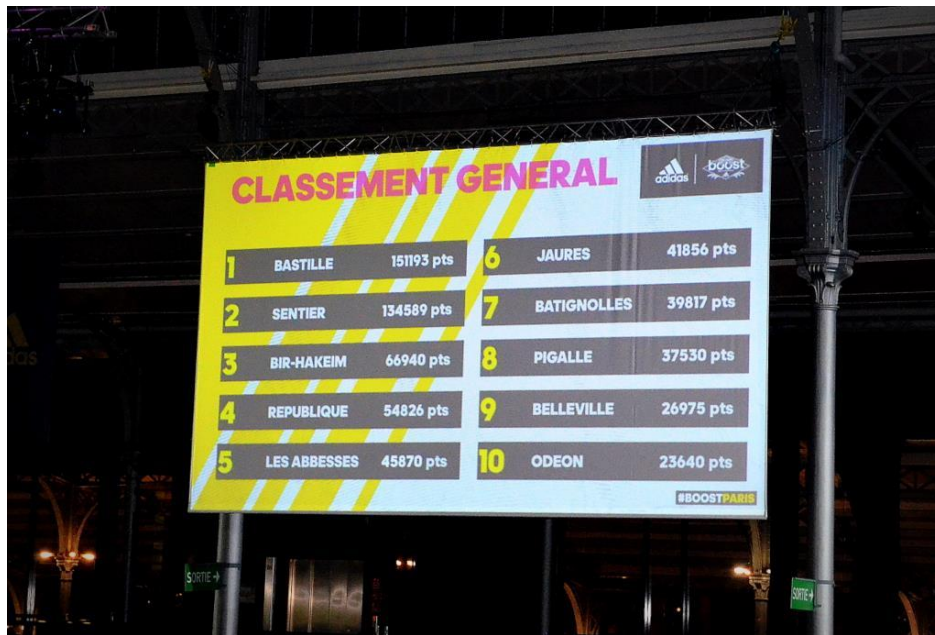 CLASSEMENT GENERAL
adidas
boost
1 BASTILLE 151193 pts
2 SENTIER 134589 pts
3 BIR-HAKEIM 66940 pts
4 REPUBLIQUE 54826 pts
5 LES ABBESSES 45870 pts
6 JAURES 41856 pts
7 BATIGNOLLES 39817 pts
8 PIGALLE 37530 pts
9 BELLEVILLE 26975 pts
10 ODEON 23640 pts
#BOOSTPARIS
SORTIE →
SORTIE →